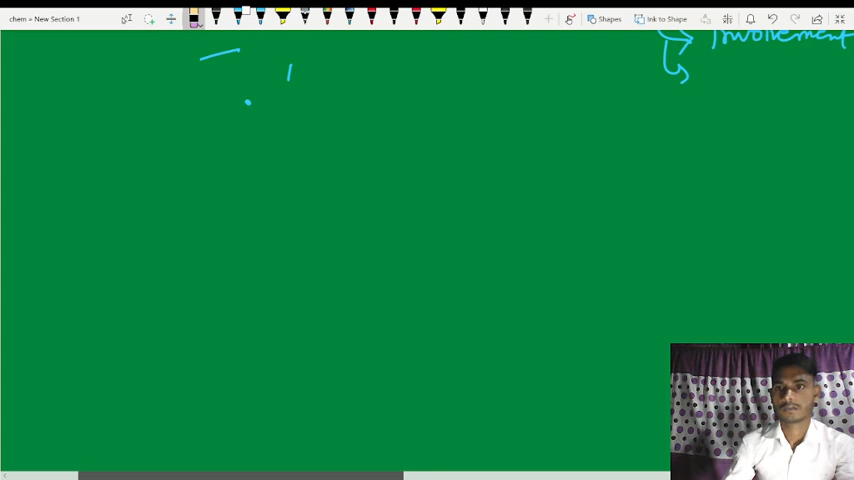 chem » New Section 1
Shapes
Ink to Shape
Involvement